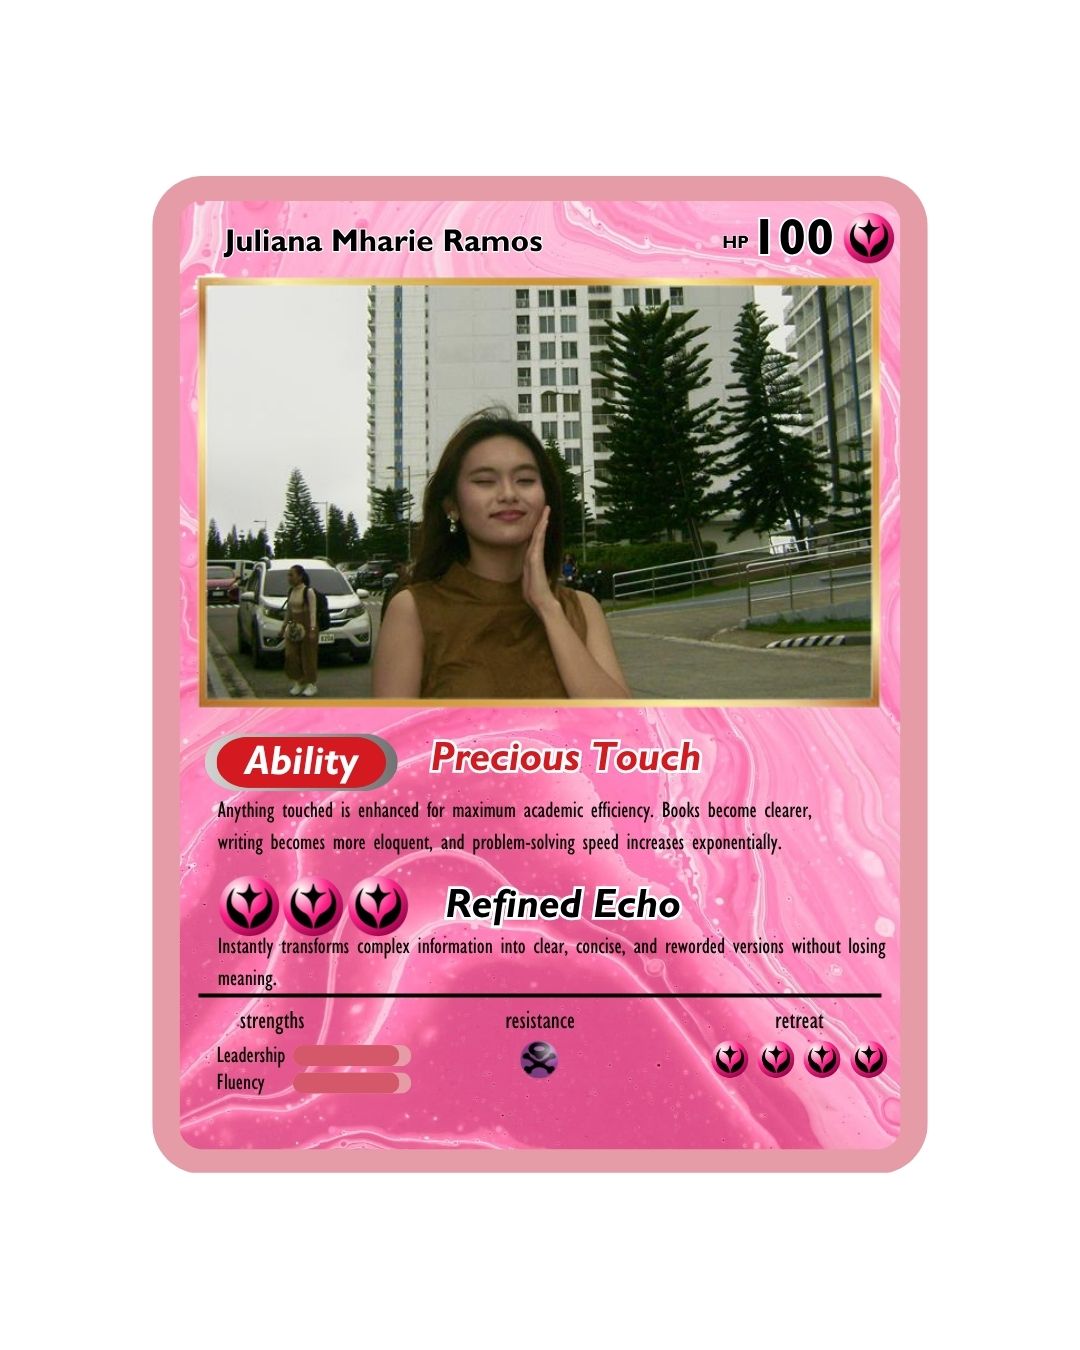 Juliana Mharie Ramos
HP 100
Ability
Precious Touch
Anything touched is enhanced for maximum academic efficiency. Books become clearer,
writing becomes more eloquent, and problem-solving speed increases exponentially.
Refined Echo
Instantly transforms complex information into clear, concise, and reworded versions without losing
meaning.
strengths
resistance
retreat
Leadership
Fluency